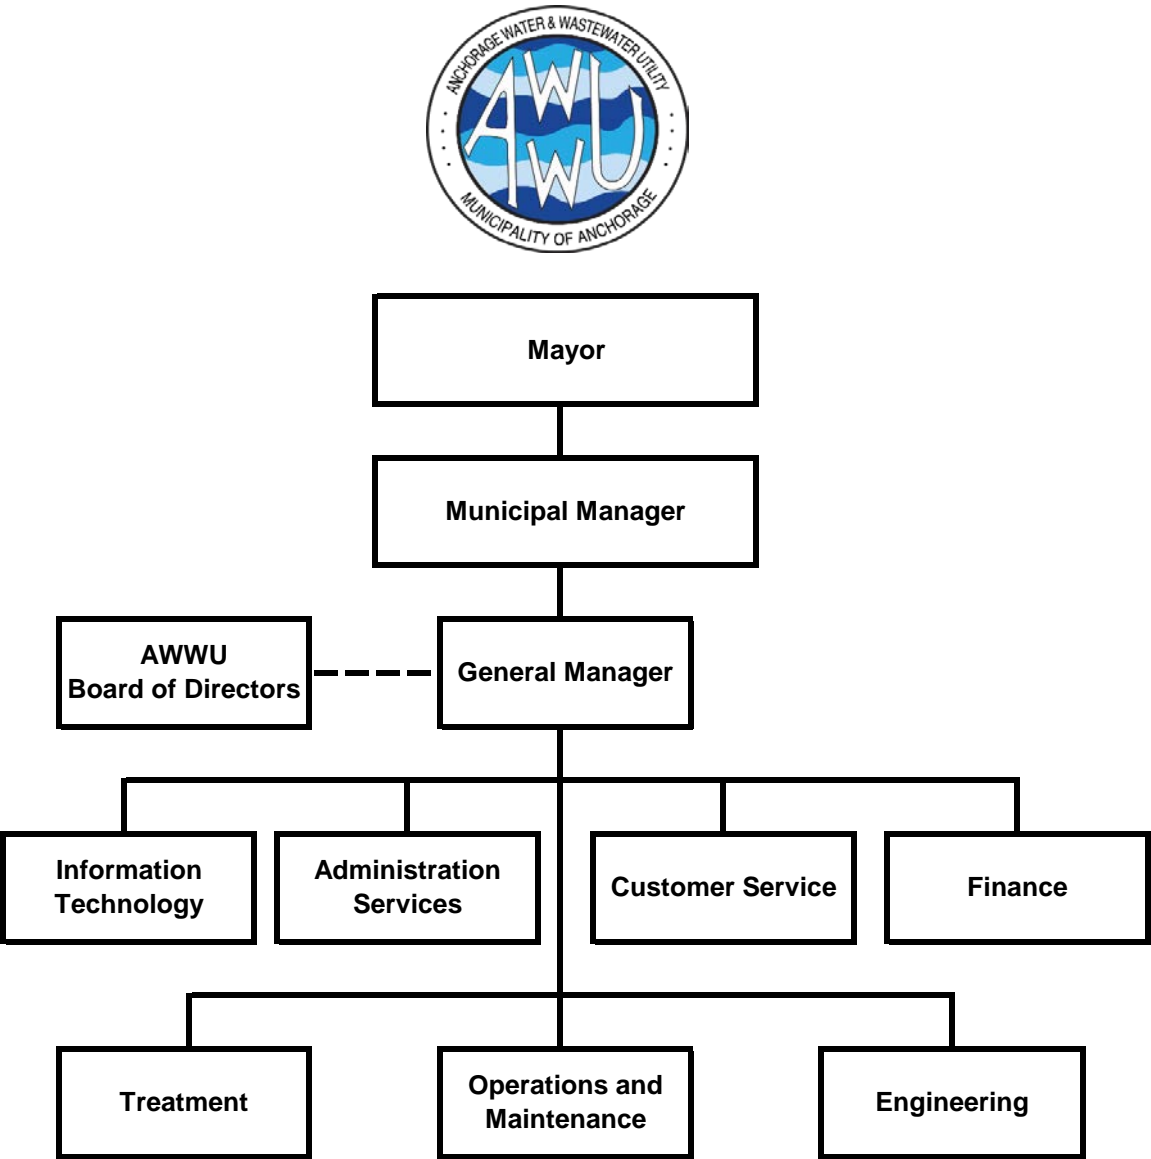 ANCHORAGE WATER & WASTEWATER UTILITY
AWWU
MUNICIPALITY OF ANCHORAGE
Mayor
Municipal Manager
AWWU
Board of Directors
General Manager
Information
Technology
Administration
Services
Customer Service
Finance
Treatment
Operations and
Maintenance
Engineering